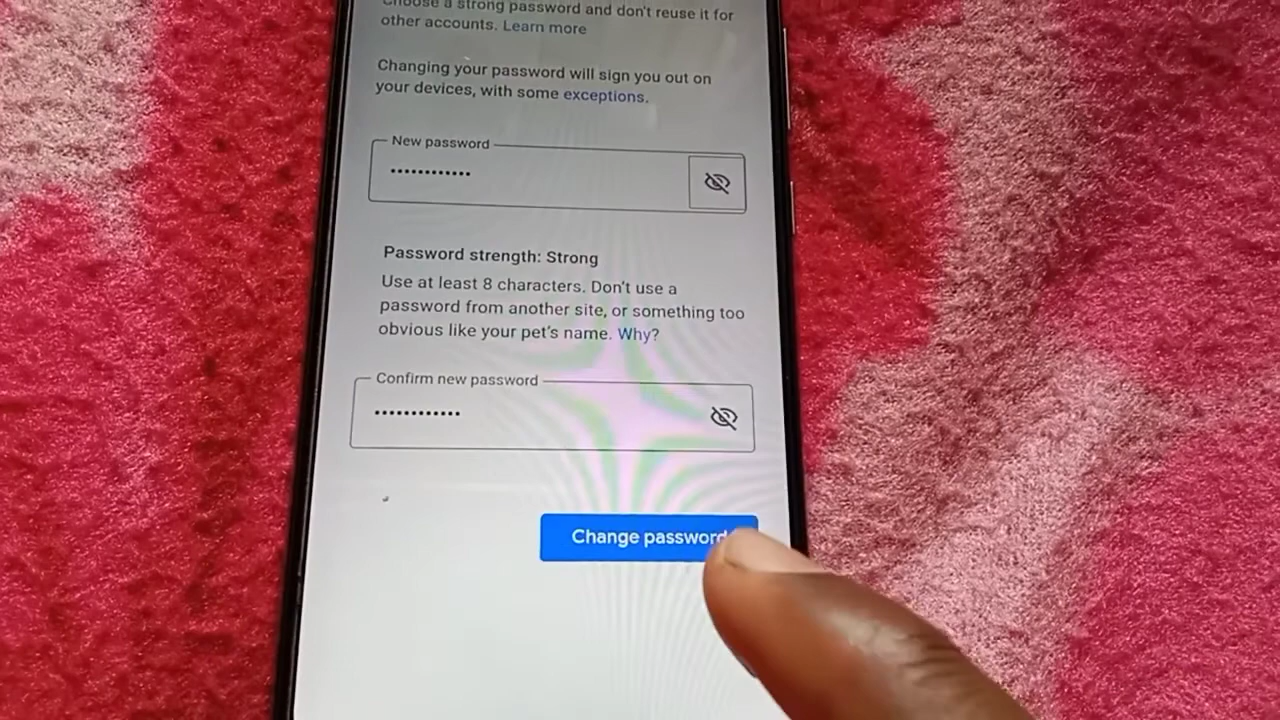 Choose a strong password and don't reuse it for
other accounts. Learn more
Changing your password will sign you out on
your devices, with some exceptions.
New password
••••••••••••
Password strength: Strong
Use at least 8 characters. Don't use a
password from another site, or something too
obvious like your pet's name. Why?
Confirm new password
••••••••••••
Change password